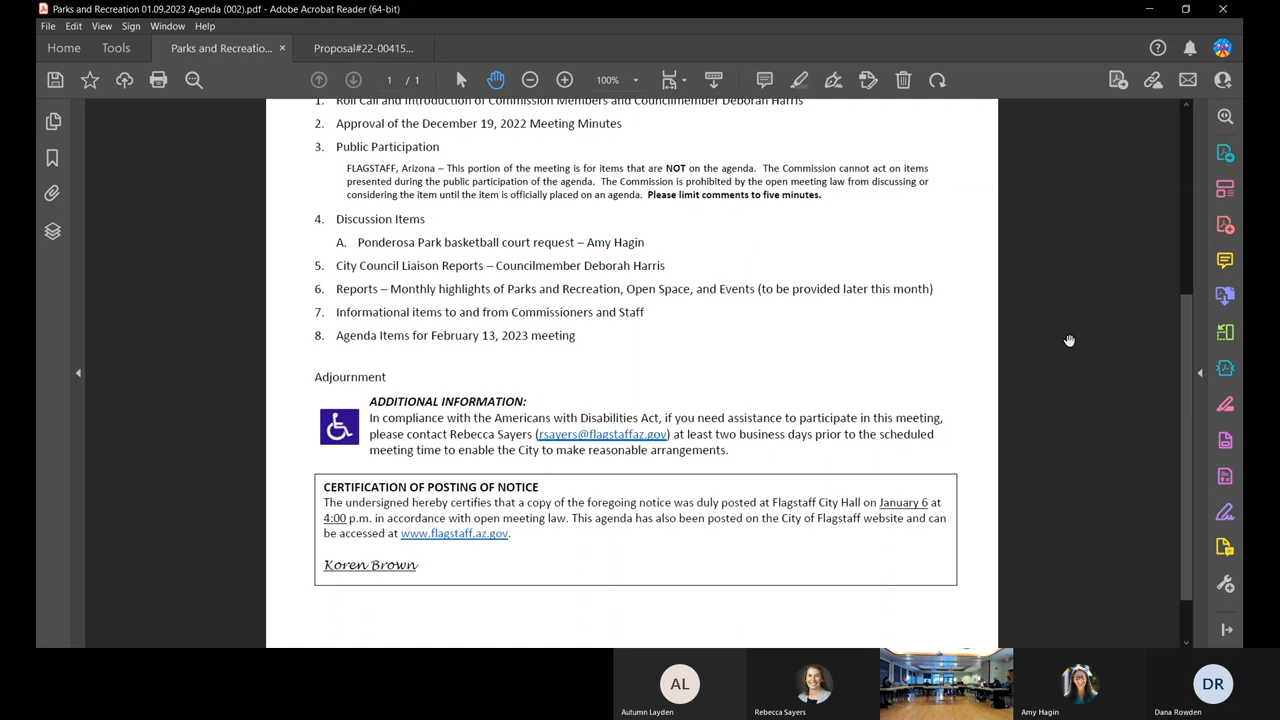 Parks and Recreation 01.09.2023 Agenda (002).pdf - Adobe Acrobat Reader (64-bit)
File Edit View Sign Window Help
Home Tools Parks and Recreatio... × Proposal#22-00415...
1 / 1 100%
1. Roll Call and Introduction of Commission Members and Councilmember Deborah Harris
2. Approval of the December 19, 2022 Meeting Minutes
3. Public Participation
FLAGSTAFF, Arizona – This portion of the meeting is for items that are NOT on the agenda. The Commission cannot act on items
presented during the public participation of the agenda. The Commission is prohibited by the open meeting law from discussing or
considering the item until the item is officially placed on an agenda. Please limit comments to five minutes.
4. Discussion Items
A. Ponderosa Park basketball court request – Amy Hagin
5. City Council Liaison Reports – Councilmember Deborah Harris
6. Reports – Monthly highlights of Parks and Recreation, Open Space, and Events (to be provided later this month)
7. Informational items to and from Commissioners and Staff
8. Agenda Items for February 13, 2023 meeting
Adjournment
ADDITIONAL INFORMATION:
In compliance with the Americans with Disabilities Act, if you need assistance to participate in this meeting,
please contact Rebecca Sayers (rsayers@flagstaffaz.gov) at least two business days prior to the scheduled
meeting time to enable the City to make reasonable arrangements.
CERTIFICATION OF POSTING OF NOTICE
The undersigned hereby certifies that a copy of the foregoing notice was duly posted at Flagstaff City Hall on January 6 at
4:00 p.m. in accordance with open meeting law. This agenda has also been posted on the City of Flagstaff website and can
be accessed at www.flagstaff.az.gov.
Koren Brown
AL DR
Autumn Layden Rebecca Sayers Amy Hagin Dana Rowden